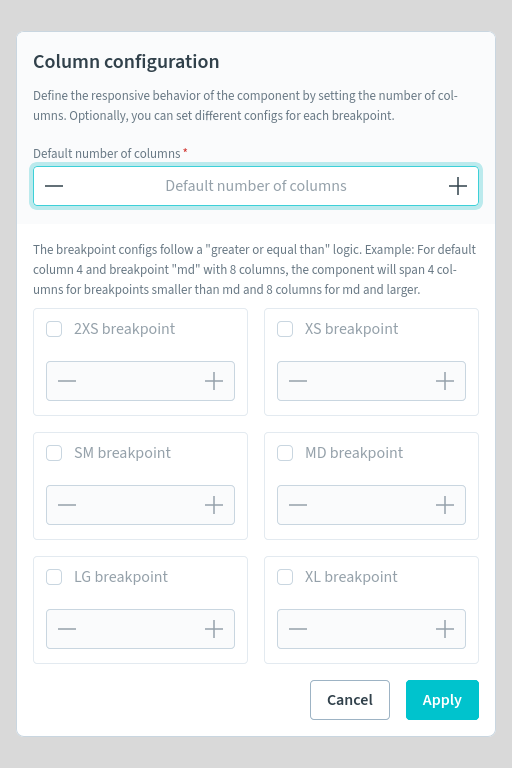 Column configuration
Define the responsive behavior of the component by setting the number of col-
umns. Optionally, you can set different configs for each breakpoint.
Default number of columns *
Default number of columns
The breakpoint configs follow a "greater or equal than" logic. Example: For default
column 4 and breakpoint "md" with 8 columns, the component will span 4 col-
umns for breakpoints smaller than md and 8 columns for md and larger.
2XS breakpoint
XS breakpoint
SM breakpoint
MD breakpoint
LG breakpoint
XL breakpoint
Cancel
Apply